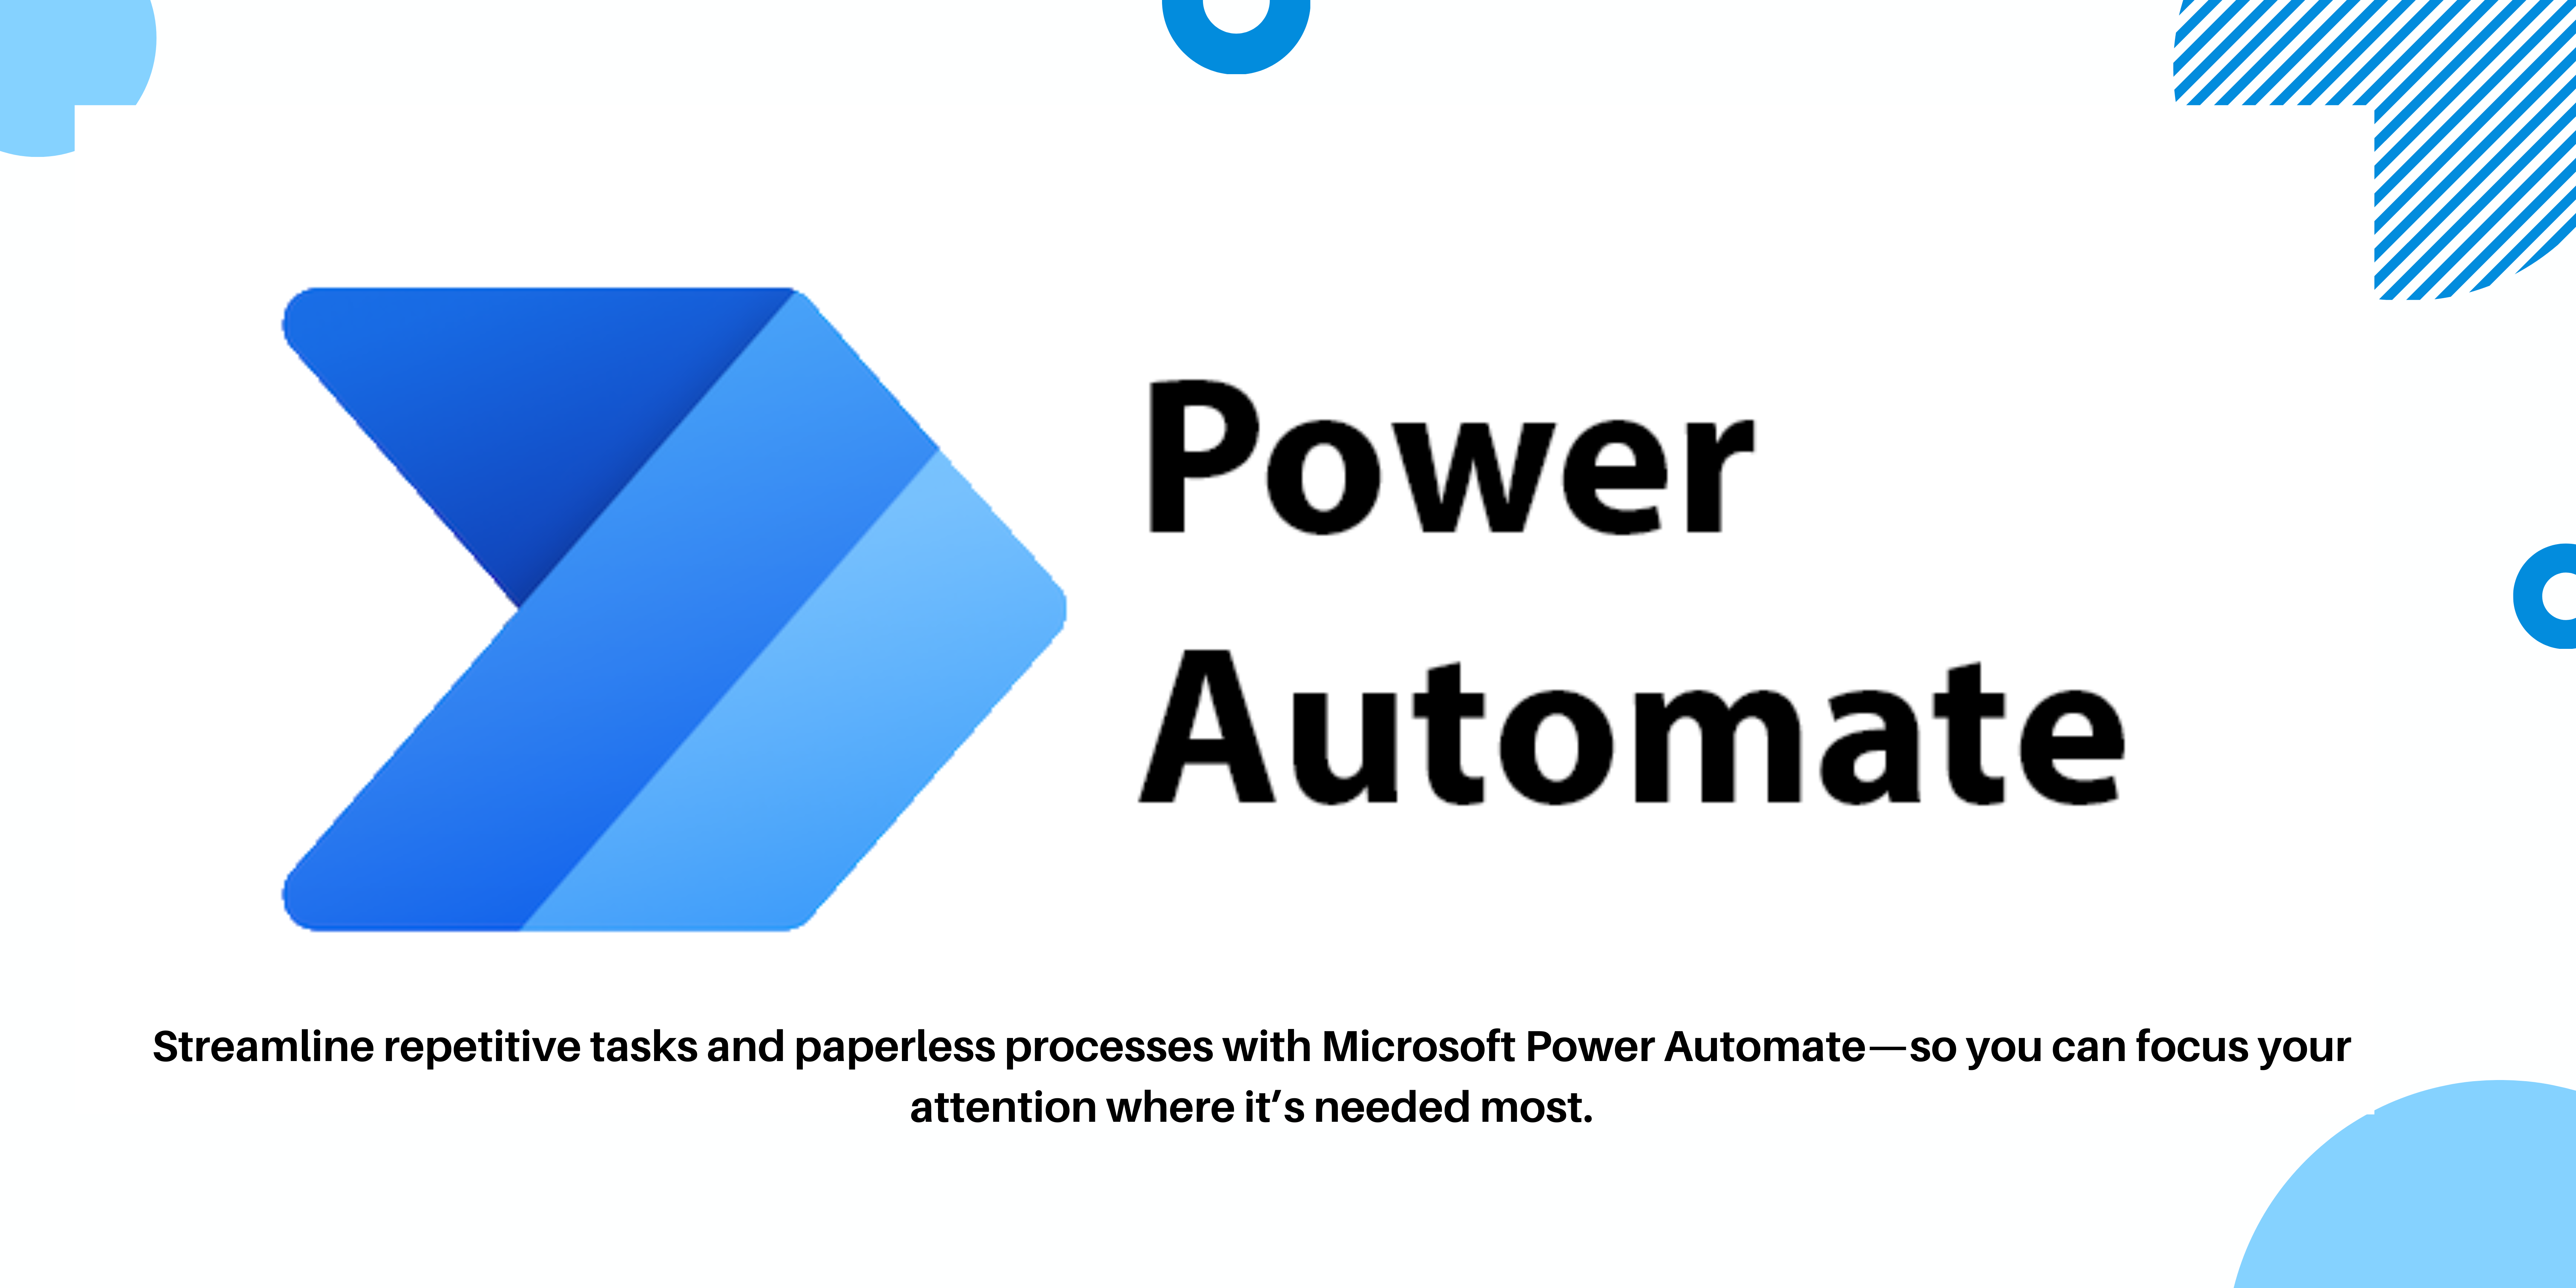 Power
Automate
Streamline repetitive tasks and paperless processes with Microsoft Power Automate—so you can focus your
attention where it’s needed most.